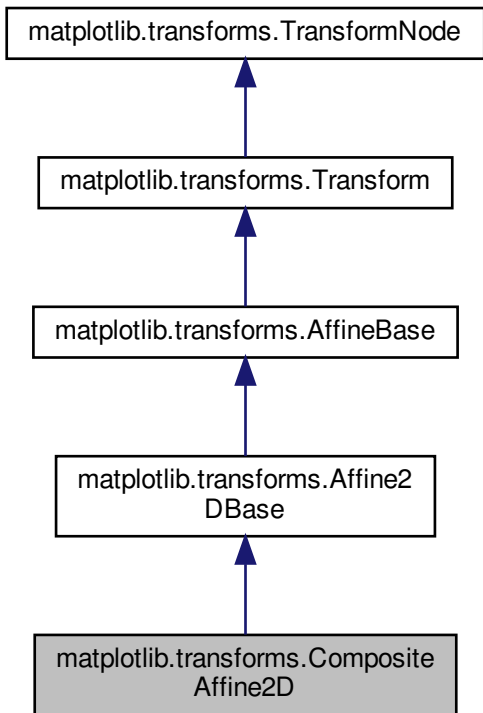 matplotlib.transforms.TransformNode
matplotlib.transforms.Transform
matplotlib.transforms.AffineBase
matplotlib.transforms.Affine2
DBase
matplotlib.transforms.Composite
Affine2D